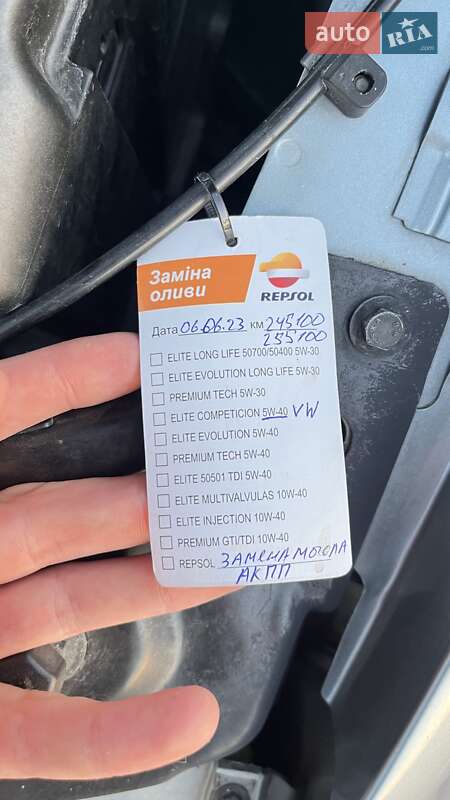 auto RIA
.com
Заміна
оливи
REPSOL
Дата 06.06.23 км 245100
255100
ELITE LONG LIFE 50700/50400 5W-30
ELITE EVOLUTION LONG LIFE 5W-30
PREMIUM TECH 5W-30
ELITE COMPETICION 5W-40 VW
ELITE EVOLUTION 5W-40
PREMIUM TECH 5W-40
ELITE 50501 TDI 5W-40
ELITE MULTIVALVULAS 10W-40
ELITE INJECTION 10W-40
PREMIUM GTI/TDI 10W-40
REPSOL ЗАМЕНА МАСЛА
АКПП